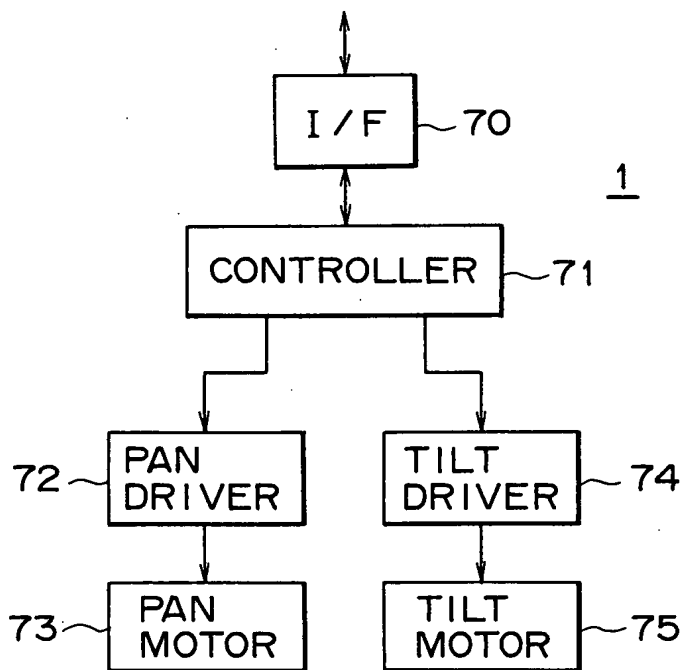 I/F
70
1
CONTROLLER
71
72
PAN
DRIVER
TILT
DRIVER
74
73
PAN
MOTOR
TILT
MOTOR
75